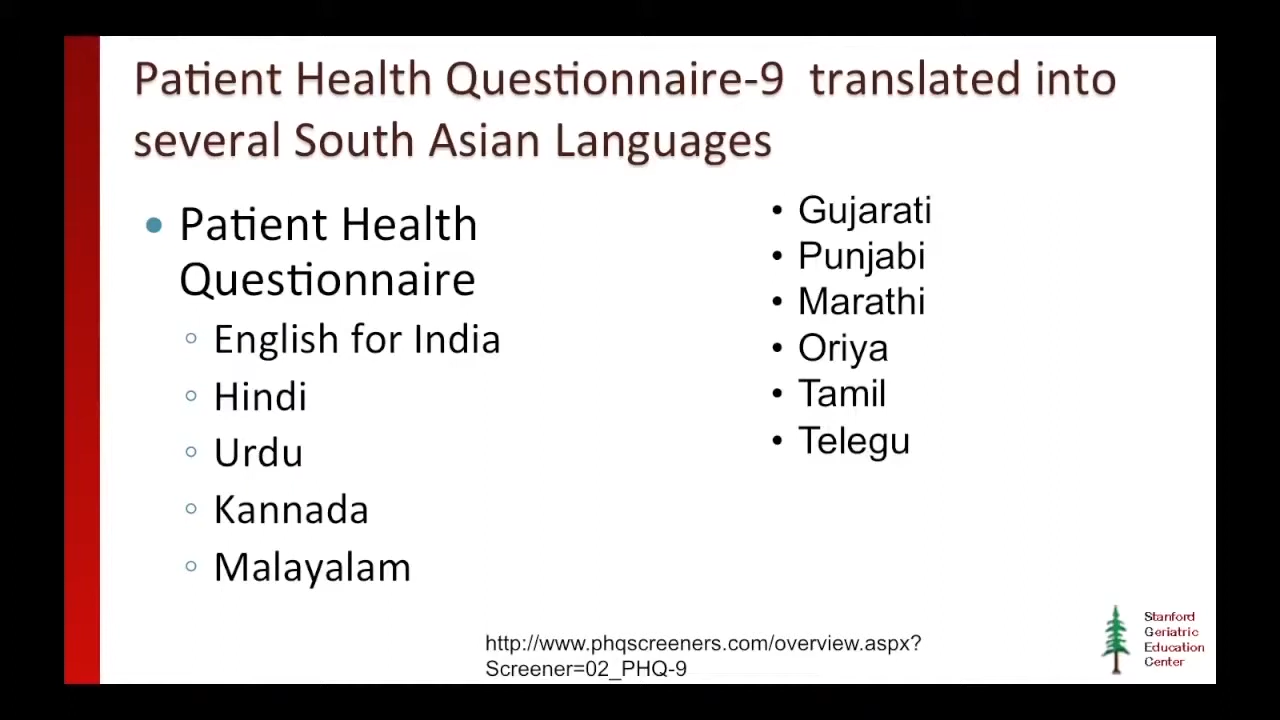 Patient Health Questionnaire-9 translated into
several South Asian Languages
• Patient Health
Questionnaire
◦ English for India
◦ Hindi
◦ Urdu
◦ Kannada
◦ Malayalam
• Gujarati
• Punjabi
• Marathi
• Oriya
• Tamil
• Telegu
http://www.phqscreeners.com/overview.aspx?
Screener=02_PHQ-9
Stanford
Geriatric
Education
Center